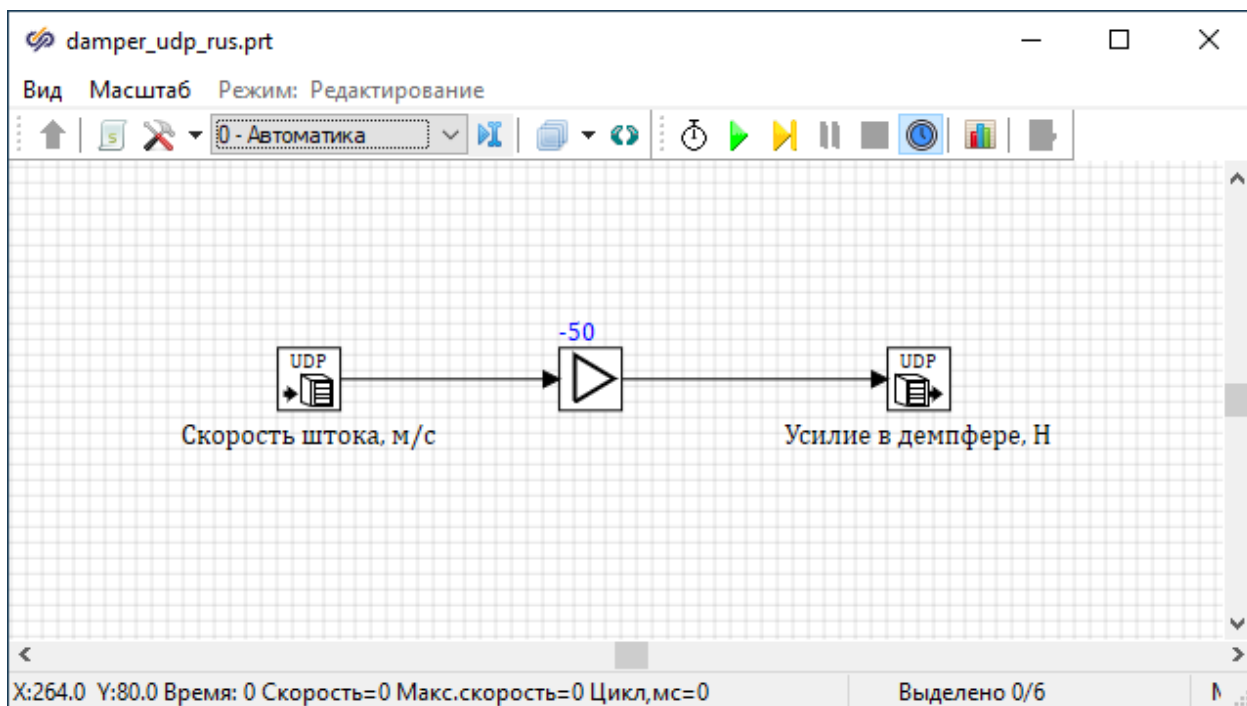 damper_udp_rus.prt
Вид Масштаб Режим: Редактирование
0 - Автоматика
-50
UDP
UDP
Скорость штока, м/с
Усилие в демпфере, Н
X:264.0 Y:80.0 Время: 0 Скорость=0 Макс.скорость=0 Цикл,мс=0 Выделено 0/6